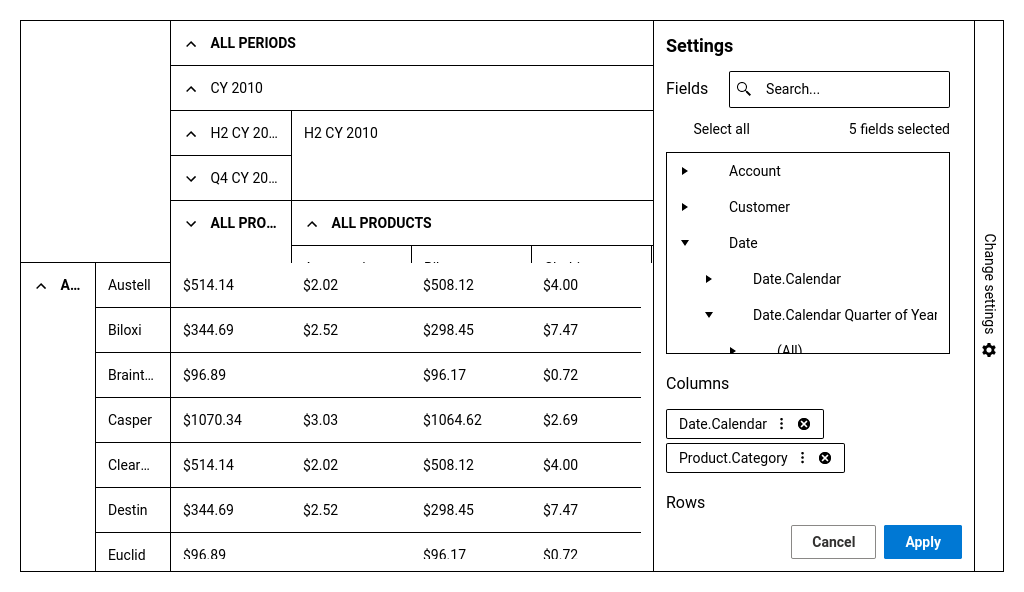 ALL PERIODS
CY 2010
H2 CY 20… H2 CY 2010
Q4 CY 20…
ALL PRO… ALL PRODUCTS
A… Austell $514.14 $2.02 $508.12 $4.00
Biloxi $344.69 $2.52 $298.45 $7.47
Braint… $96.89 $96.17 $0.72
Casper $1070.34 $3.03 $1064.62 $2.69
Clear… $514.14 $2.02 $508.12 $4.00
Destin $344.69 $2.52 $298.45 $7.47
Euclid $96.89 $96.17 $0.72
Settings
Fields Search...
Select all 5 fields selected
Account
Customer
Date
Date.Calendar
Date.Calendar Quarter of Year
(All)
Columns
Date.Calendar
Product.Category
Rows
Cancel Apply
Change settings